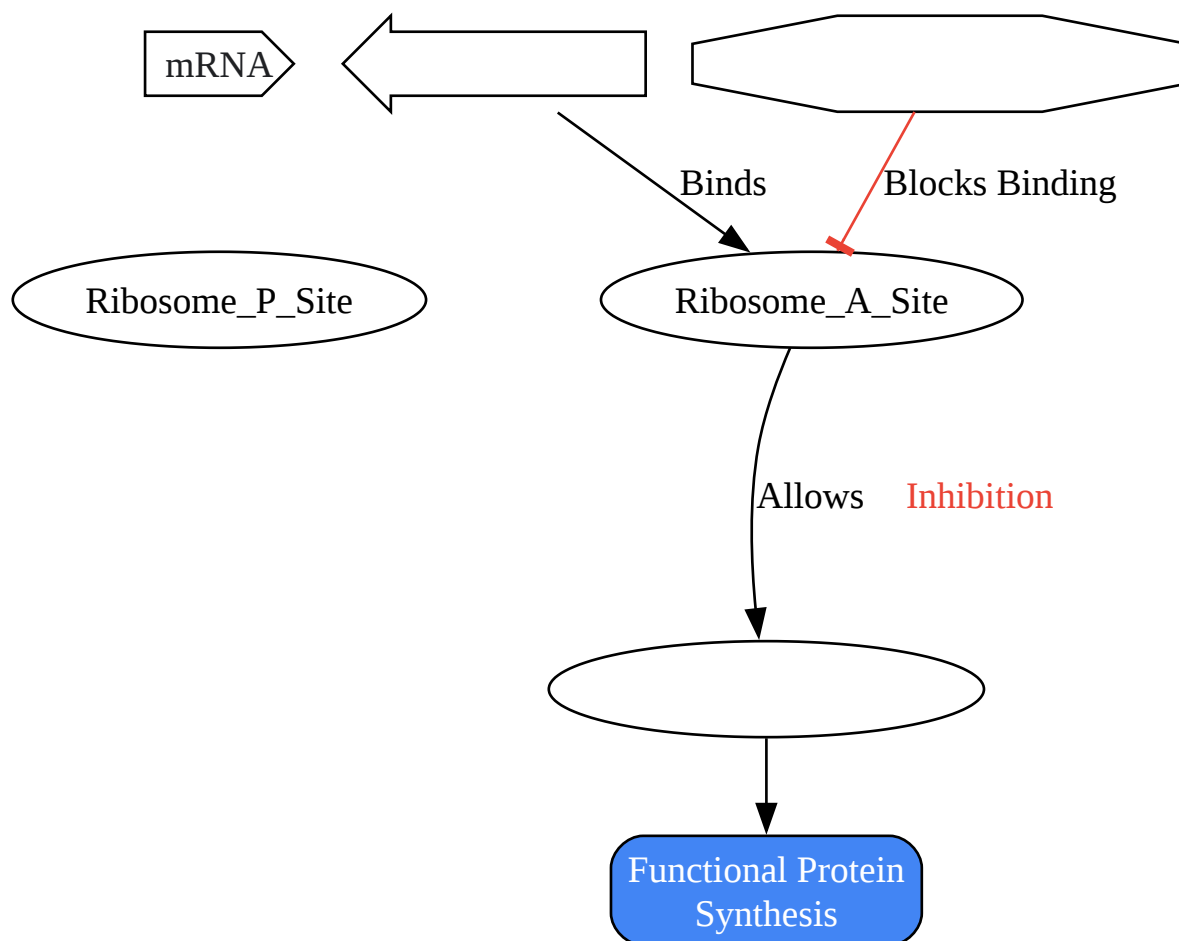 mRNA
Binds
Blocks Binding
Ribosome_P_Site
Ribosome_A_Site
Allows
Inhibition
Functional Protein
Synthesis